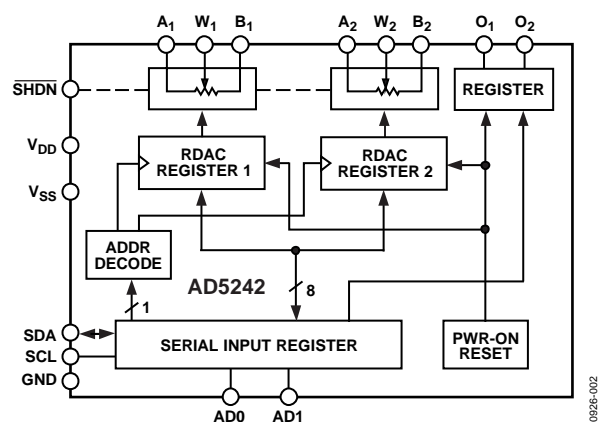 A1 W1 B1 A2 W2 B2 O1 O2
SHDN
REGISTER
VDD
RDAC
REGISTER 1
RDAC
REGISTER 2
VSS
ADDR
DECODE
AD5242
8
1
SDA
SERIAL INPUT REGISTER
PWR-ON
RESET
SCL
GND
AD0 AD1
0926-002